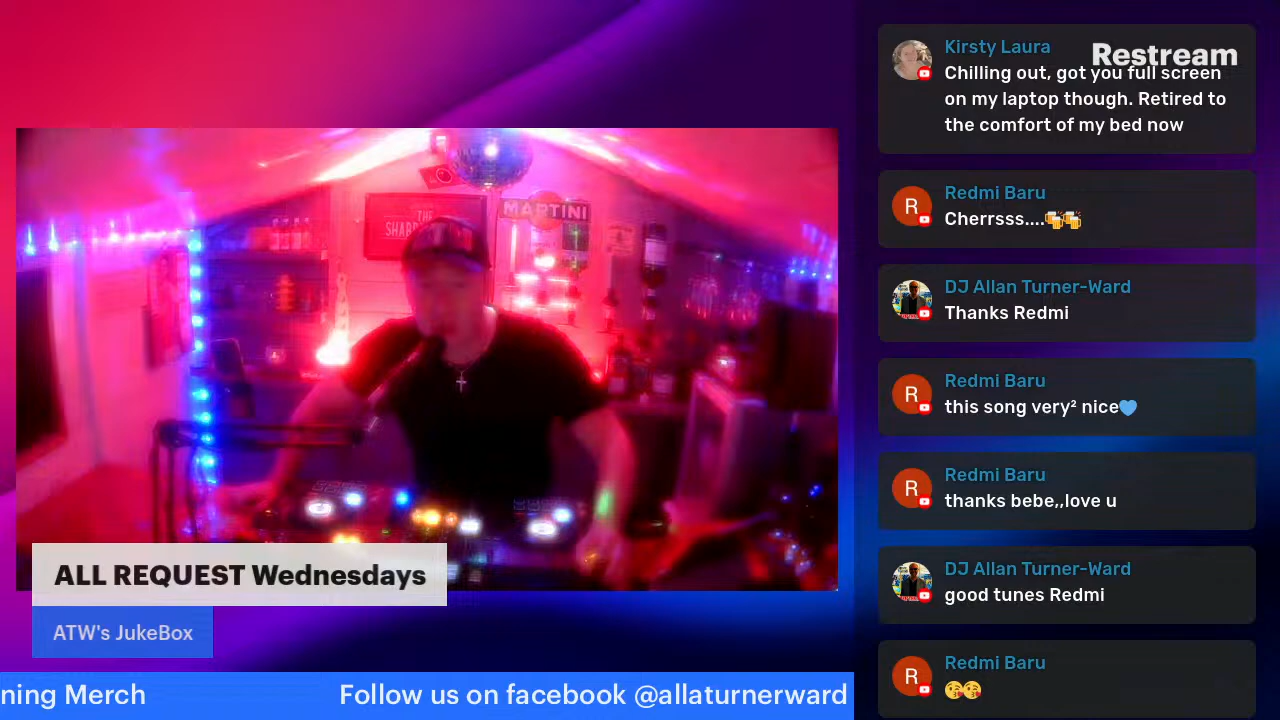 THE
SHABB
MARTINI
ALL REQUEST Wednesdays
ATW's JukeBox
ning Merch
Follow us on facebook @allaturnerward
Restream
Kirsty Laura
Chilling out, got you full screen
on my laptop though. Retired to
the comfort of my bed now
R
Redmi Baru
Cherrsss....🍻🍻
DJ Allan Turner-Ward
Thanks Redmi
R
Redmi Baru
this song very² nice💙
R
Redmi Baru
thanks bebe,,love u
DJ Allan Turner-Ward
good tunes Redmi
R
Redmi Baru
😘😘